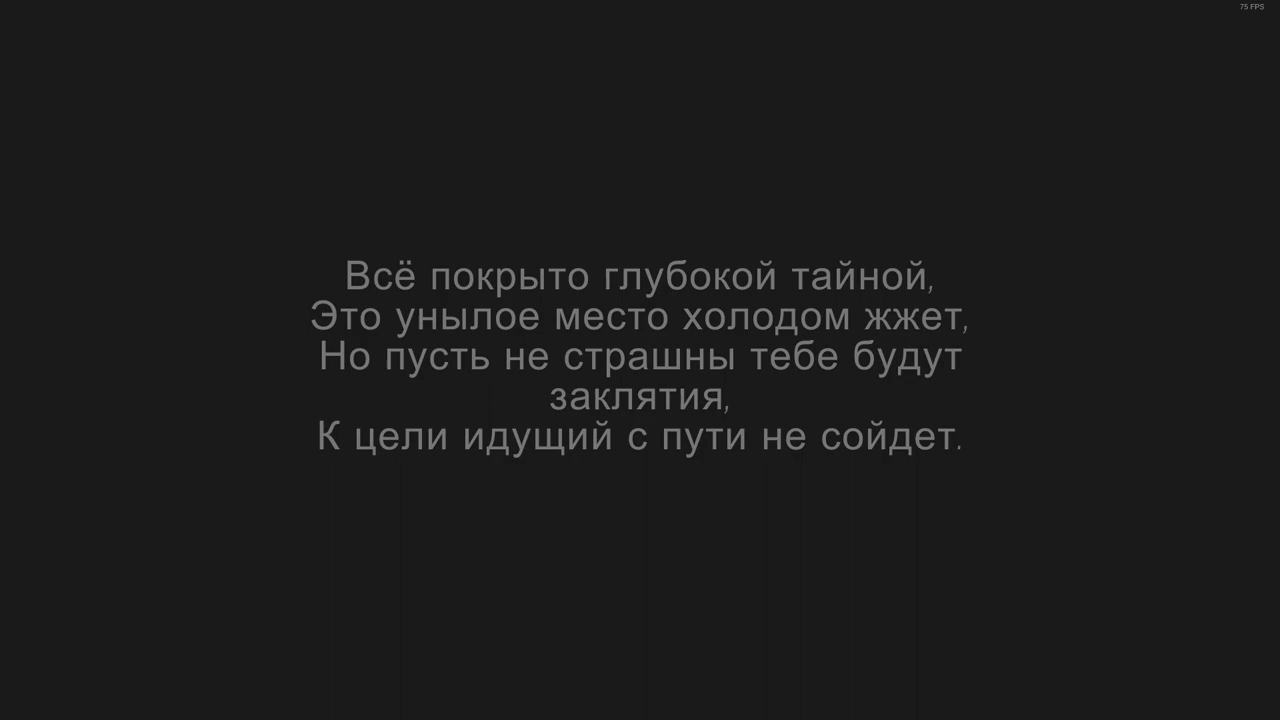 75 FPS
Всё покрыто глубокой тайной,
Это унылое место холодом жжет,
Но пусть не страшны тебе будут
заклятия,
К цели идущий с пути не сойдет.